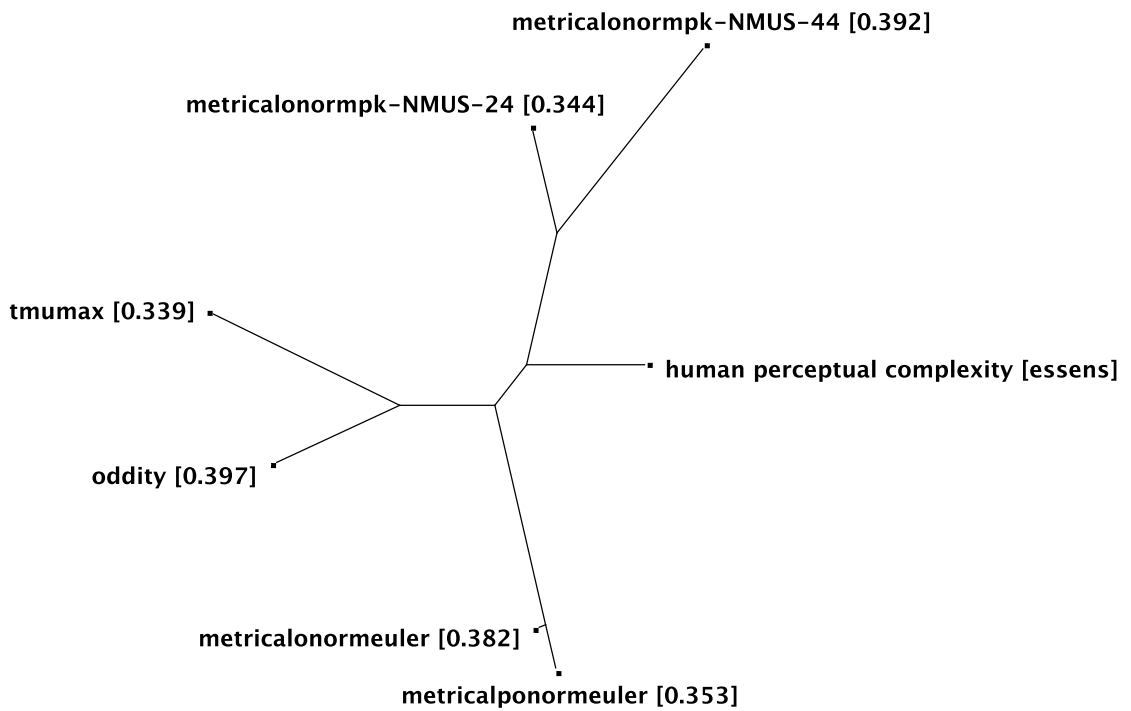 metricalonormpk-NMUS-44 [0.392]
metricalonormpk-NMUS-24 [0.344]
tmumax [0.339]
human perceptual complexity [essens]
oddity [0.397]
metricalonormeuler [0.382]
metricalponormeuler [0.353]